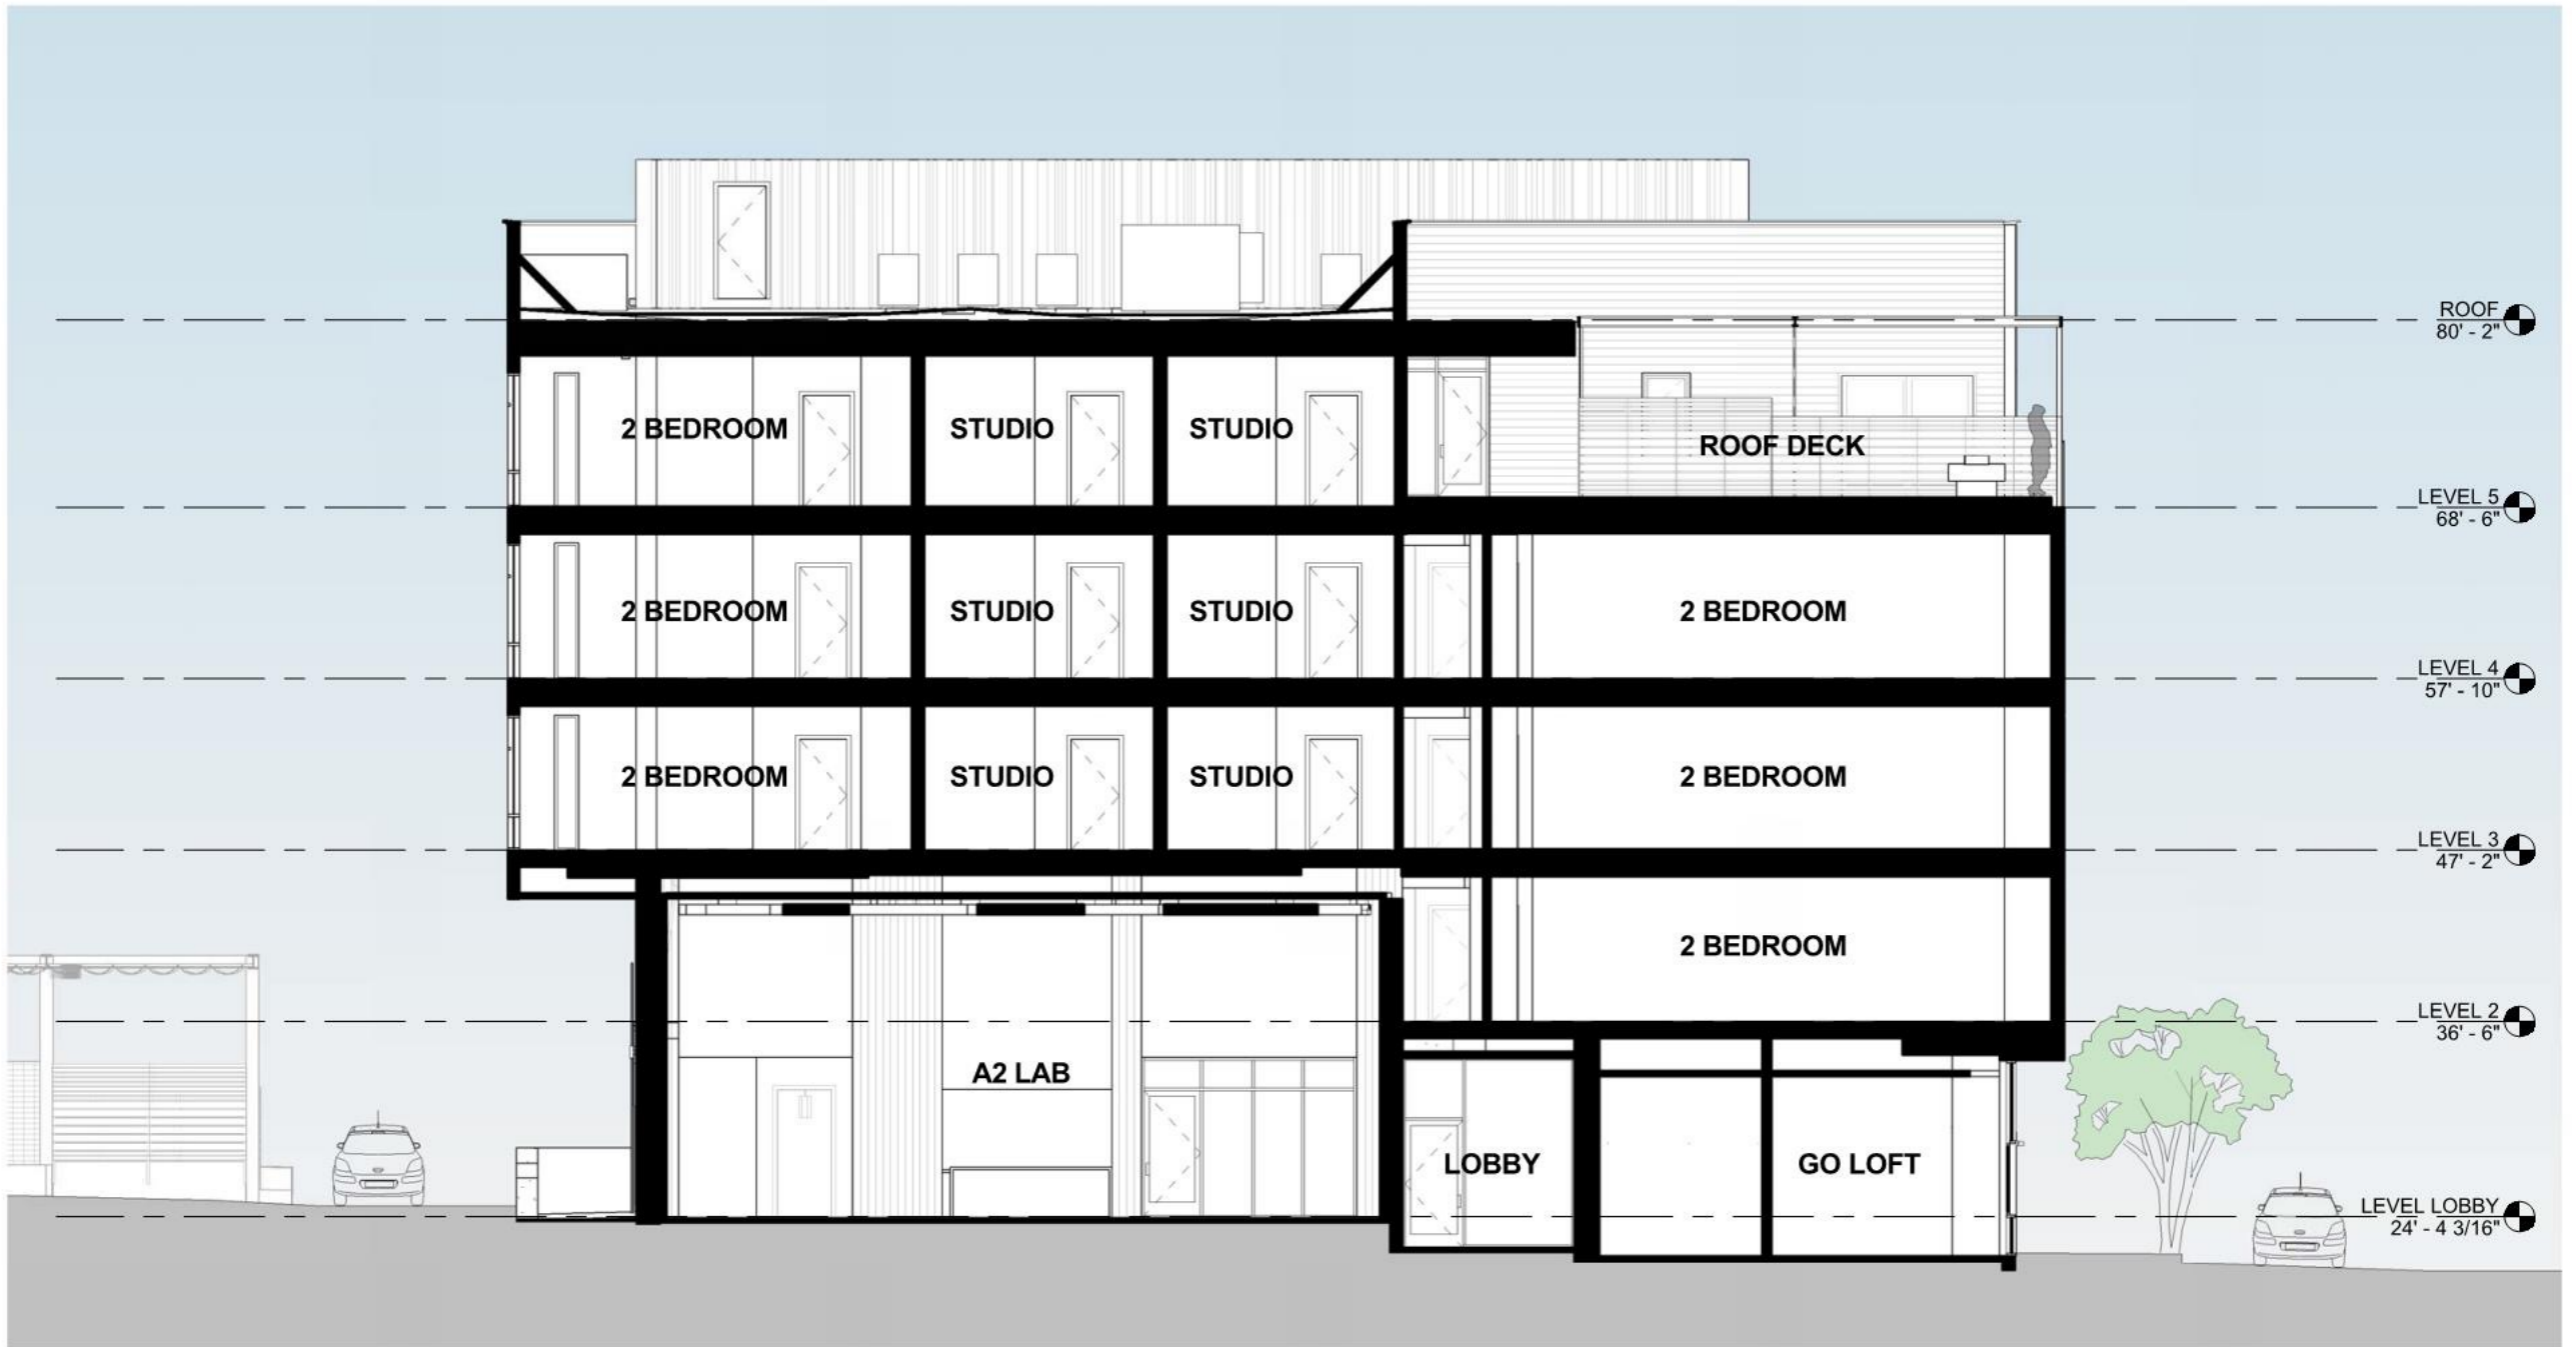 ROOF
80' - 2"
2 BEDROOM
STUDIO
STUDIO
ROOF DECK
LEVEL 5
68' - 6"
2 BEDROOM
STUDIO
STUDIO
2 BEDROOM
LEVEL 4
57' - 10"
2 BEDROOM
STUDIO
STUDIO
2 BEDROOM
LEVEL 3
47' - 2"
2 BEDROOM
LEVEL 2
36' - 6"
A2 LAB
LOBBY
GO LOFT
LEVEL LOBBY
24' - 4 3/16"